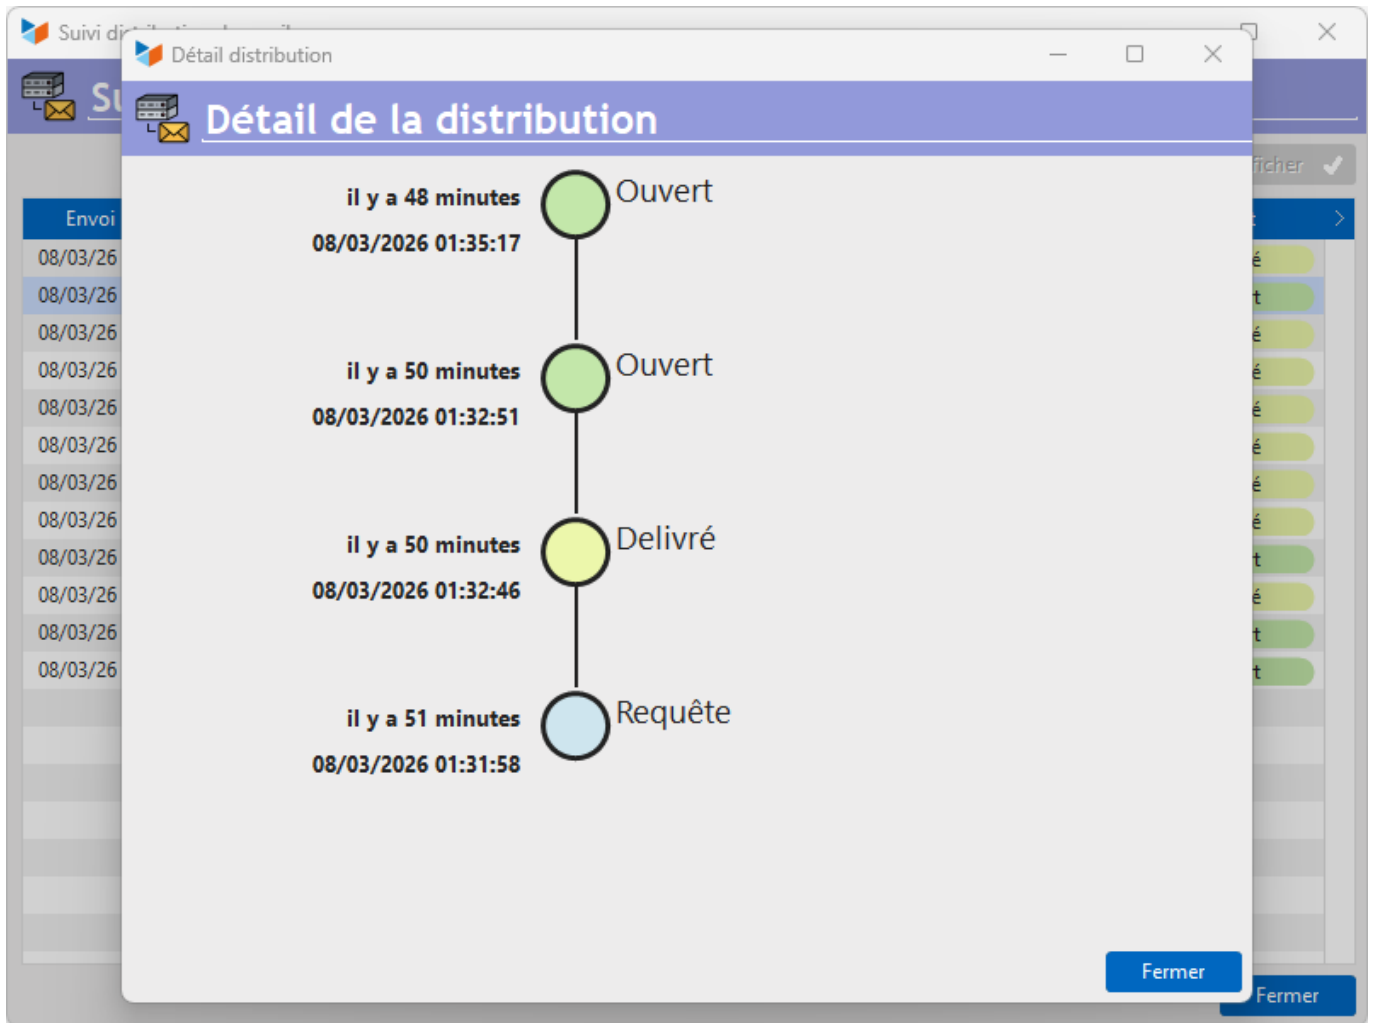 Suivi
Détail distribution
Détail de la distribution
il y a 48 minutes
Ouvert
08/03/2026 01:35:17
il y a 50 minutes
Ouvert
08/03/2026 01:32:51
il y a 50 minutes
Delivré
08/03/2026 01:32:46
il y a 51 minutes
Requête
08/03/2026 01:31:58
Fermer
Envoi
08/03/26
08/03/26
08/03/26
08/03/26
08/03/26
08/03/26
08/03/26
08/03/26
08/03/26
08/03/26
08/03/26
08/03/26
Fermer